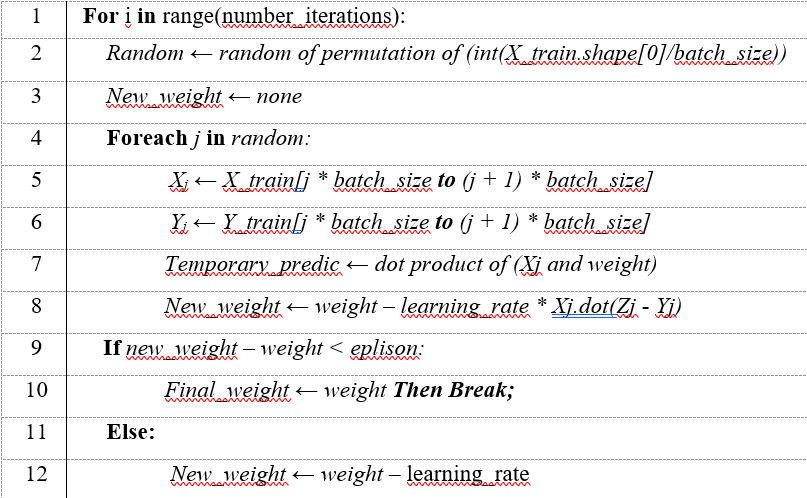 1 For i in range(number_iterations):
2 Random ← random of permutation of (int(X_train.shape[0]/batch_size))
3 New_weight ← none
4 Foreach j in random:
5 Xj ← X_train[j * batch_size to (j + 1) * batch_size]
6 Yj ← Y_train[j * batch_size to (j + 1) * batch_size]
7 Temporary_predic ← dot product of (Xj and weight)
8 New_weight ← weight – learning_rate * Xj.dot(Zj - Yj)
9 If new_weight – weight < eplison:
10 Final_weight ← weight Then Break;
11 Else:
12 New_weight ← weight – learning_rate